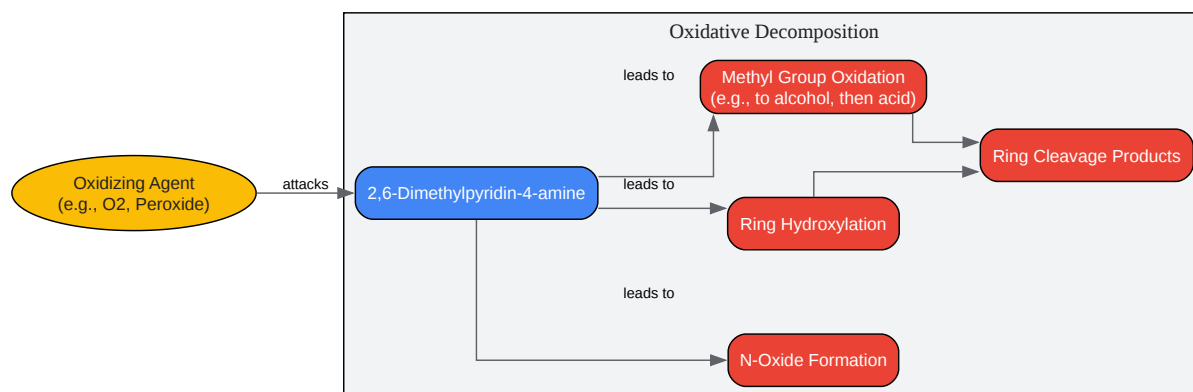 Oxidative Decomposition
leads to
Methyl Group Oxidation
(e.g., to alcohol, then acid)
Ring Cleavage Products
Oxidizing Agent
(e.g., O2, Peroxide)
attacks
2,6-Dimethylpyridin-4-amine
leads to
Ring Hydroxylation
leads to
N-Oxide Formation